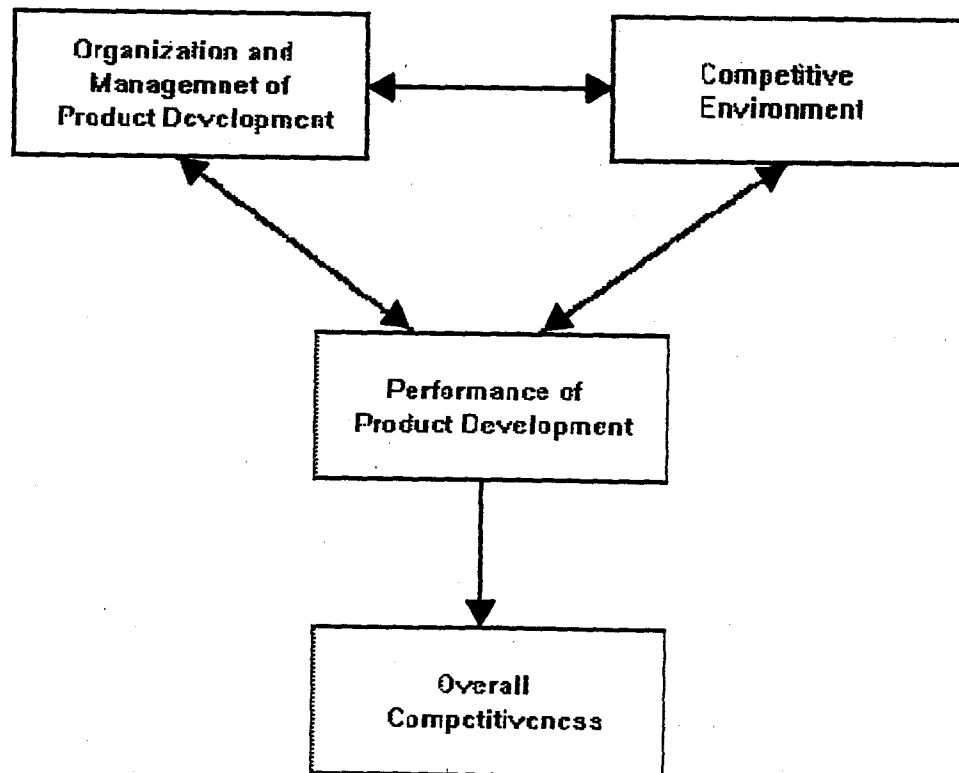 Organization and
Managemnet of
Product Development
Competitive
Environment
Performance of
Product Development
Overall
Competitiveness